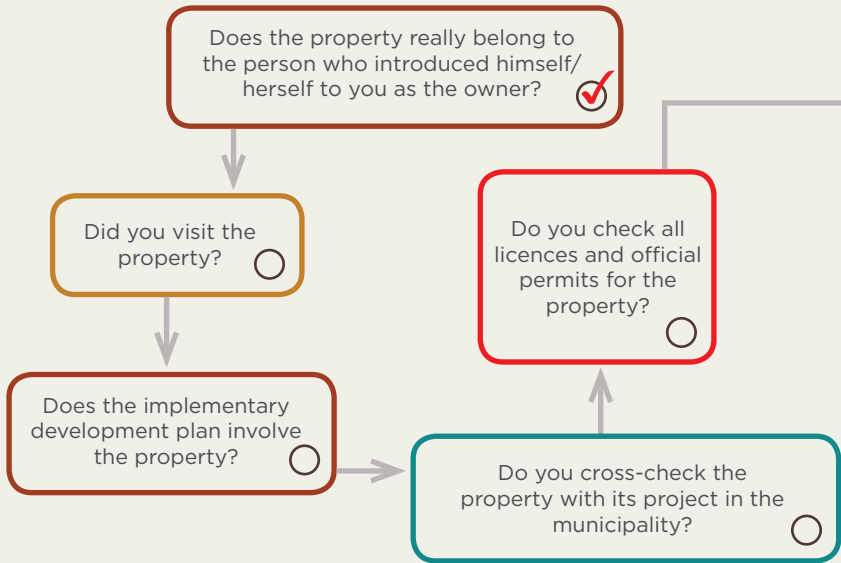 Does the property really belong to
the person who introduced himself/
herself to you as the owner?
Did you visit the
property?
Does the implementary
development plan involve
the property?
Do you cross-check the
property with its project in the
municipality?
Do you check all
licences and official
permits for the
property?